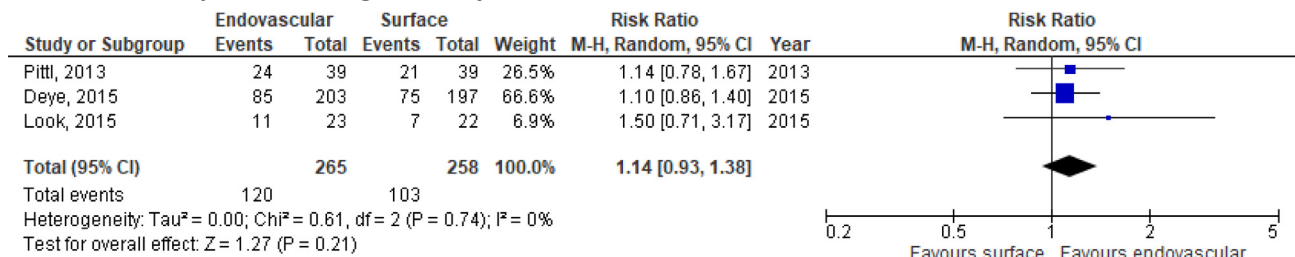 Endovascular Surface Risk Ratio Risk Ratio
Study or Subgroup Events Total Events Total Weight M-H, Random, 95% CI Year M-H, Random, 95% CI
Pittl, 2013 24 39 21 39 26.5% 1.14 [0.78, 1.67] 2013
Deye, 2015 85 203 75 197 66.6% 1.10 [0.86, 1.40] 2015
Look, 2015 11 23 7 22 6.9% 1.50 [0.71, 3.17] 2015
Total (95% CI) 265 258 100.0% 1.14 [0.93, 1.38]
Total events 120 103
Heterogeneity: Tau² = 0.00; Chi² = 0.61, df = 2 (P = 0.74); I² = 0%
Test for overall effect: Z = 1.27 (P = 0.21)
0.2 0.5 1 2 5
Favours surface Favours endovascular